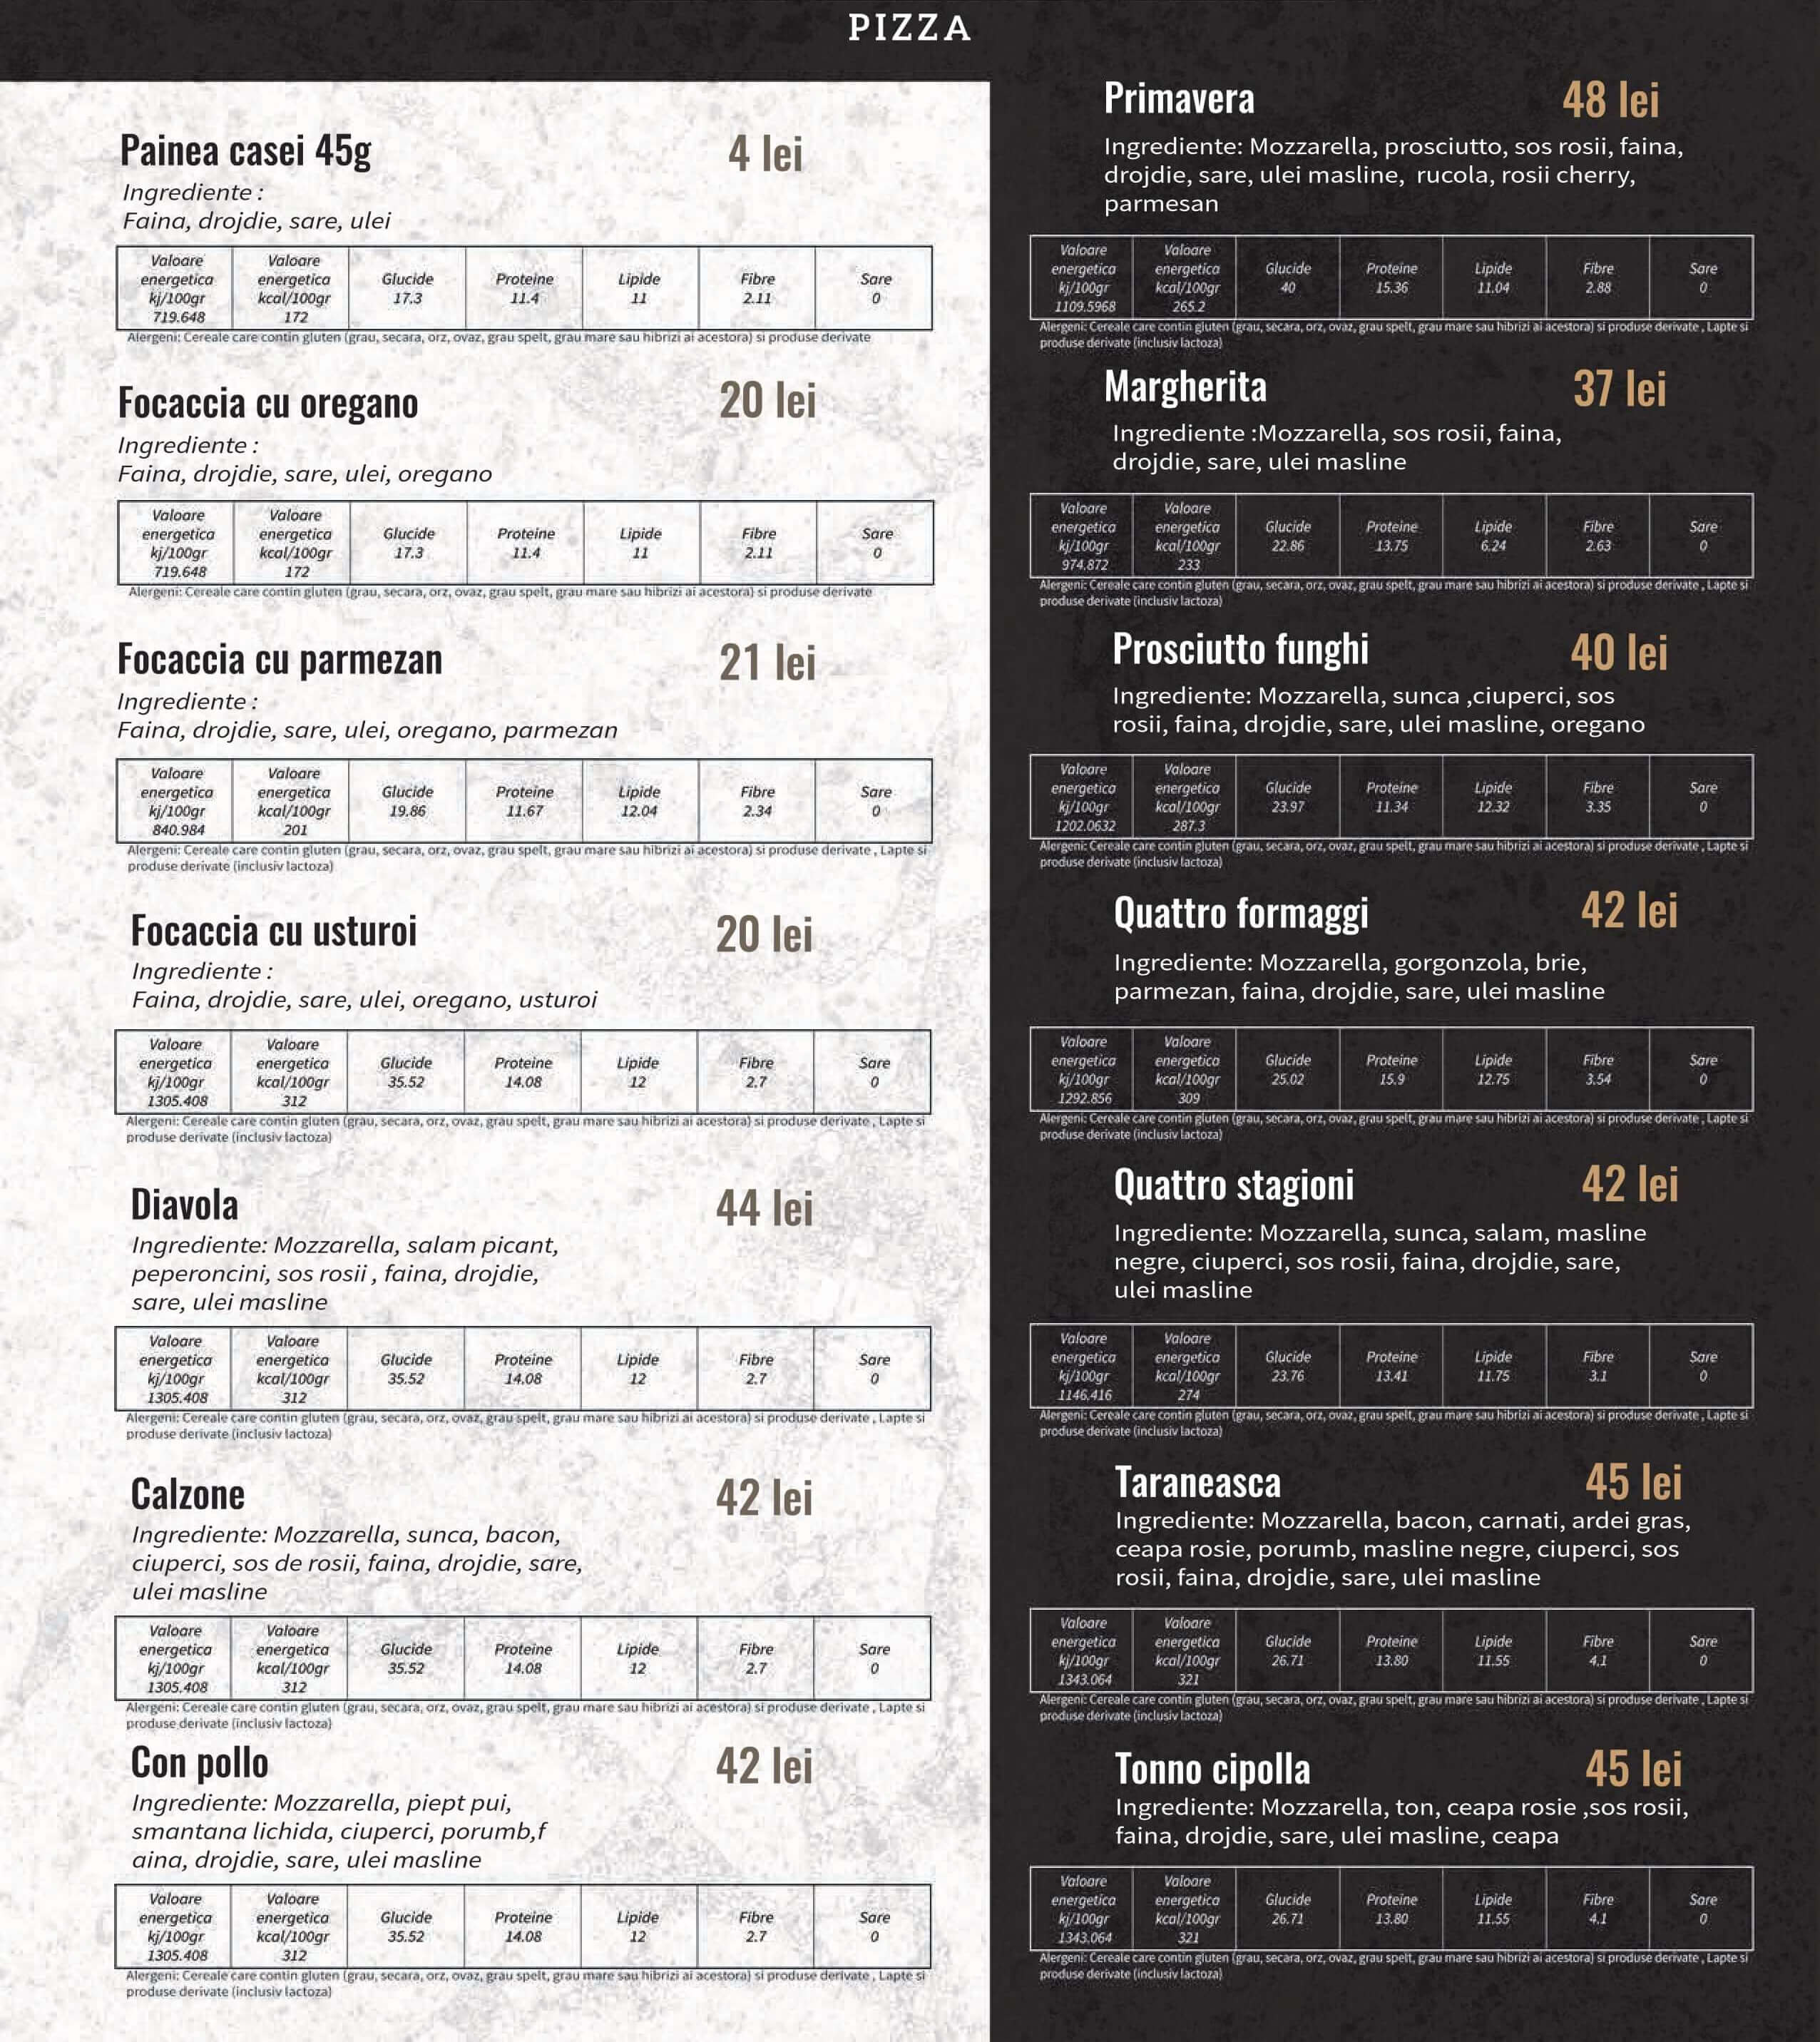 PIZZA
Painea casei 45g
4 lei
Ingrediente :
Faina, drojdie, sare, ulei
Valoare energetica kj/100gr 719.648
Valoare energetica kcal/100gr 172
Glucide 17.3
Proteine 11.4
Lipide 11
Fibre 2.11
Sare 0
Alergeni: Cereale care contin gluten (grau, secara, orz, ovaz, grau spelt, grau mare sau hibrizi ai acestora) si produse derivate
Focaccia cu oregano
20 lei
Ingrediente :
Faina, drojdie, sare, ulei, oregano
Valoare energetica kj/100gr 719.648
Valoare energetica kcal/100gr 172
Glucide 17.3
Proteine 11.4
Lipide 11
Fibre 2.11
Sare 0
Alergeni: Cereale care contin gluten (grau, secara, orz, ovaz, grau spelt, grau mare sau hibrizi ai acestora) si produse derivate
Focaccia cu parmezan
21 lei
Ingrediente :
Faina, drojdie, sare, ulei, oregano, parmezan
Valoare energetica kj/100gr 840.984
Valoare energetica kcal/100gr 201
Glucide 19.86
Proteine 11.67
Lipide 12.04
Fibre 2.34
Sare 0
Alergeni: Cereale care contin gluten (grau, secara, orz, ovaz, grau spelt, grau mare sau hibrizi ai acestora) si produse derivate , Lapte si
produse derivate (inclusiv lactoza)
Focaccia cu usturoi
20 lei
Ingrediente :
Faina, drojdie, sare, ulei, oregano, usturoi
Valoare energetica kj/100gr 1305.408
Valoare energetica kcal/100gr 312
Glucide 35.52
Proteine 14.08
Lipide 12
Fibre 2.7
Sare 0
Alergeni: Cereale care contin gluten (grau, secara, orz, ovaz, grau spelt, grau mare sau hibrizi ai acestora) si produse derivate , Lapte si
produse derivate (inclusiv lactoza)
Diavola
44 lei
Ingrediente: Mozzarella, salam picant,
peperoncini, sos rosii , faina, drojdie,
sare, ulei masline
Valoare energetica kj/100gr 1305.408
Valoare energetica kcal/100gr 312
Glucide 35.52
Proteine 14.08
Lipide 12
Fibre 2.7
Sare 0
Alergeni: Cereale care contin gluten (grau, secara, orz, ovaz, grau spelt, grau mare sau hibrizi ai acestora) si produse derivate , Lapte si
produse derivate (inclusiv lactoza)
Calzone
42 lei
Ingrediente: Mozzarella, sunca, bacon,
ciuperci, sos de rosii, faina, drojdie, sare,
ulei masline
Valoare energetica kj/100gr 1305.408
Valoare energetica kcal/100gr 312
Glucide 35.52
Proteine 14.08
Lipide 12
Fibre 2.7
Sare 0
Alergeni: Cereale care contin gluten (grau, secara, orz, ovaz, grau spelt, grau mare sau hibrizi ai acestora) si produse derivate , Lapte si
produse derivate (inclusiv lactoza)
Con pollo
42 lei
Ingrediente: Mozzarella, piept pui,
smantana lichida, ciuperci, porumb,f
aina, drojdie, sare, ulei masline
Valoare energetica kj/100gr 1305.408
Valoare energetica kcal/100gr 312
Glucide 35.52
Proteine 14.08
Lipide 12
Fibre 2.7
Sare 0
Alergeni: Cereale care contin gluten (grau, secara, orz, ovaz, grau spelt, grau mare sau hibrizi ai acestora) si produse derivate , Lapte si
produse derivate (inclusiv lactoza)
Primavera
48 lei
Ingrediente: Mozzarella, prosciutto, sos rosii, faina,
drojdie, sare, ulei masline, rucola, rosii cherry,
parmesan
Valoare energetica kj/100gr 1109.5968
Valoare energetica kcal/100gr 265.2
Glucide 40
Proteine 15.36
Lipide 11.04
Fibre 2.88
Sare 0
Alergeni: Cereale care contin gluten (grau, secara, orz, ovaz, grau spelt, grau mare sau hibrizi ai acestora) si produse derivate , Lapte si
produse derivate (inclusiv lactoza)
Margherita
37 lei
Ingrediente :Mozzarella, sos rosii, faina,
drojdie, sare, ulei masline
Valoare energetica kj/100gr 974.872
Valoare energetica kcal/100gr 233
Glucide 22.86
Proteine 13.75
Lipide 6.24
Fibre 2.63
Sare 0
Alergeni: Cereale care contin gluten (grau, secara, orz, ovaz, grau spelt, grau mare sau hibrizi ai acestora) si produse derivate , Lapte si
produse derivate (inclusiv lactoza)
Prosciutto funghi
40 lei
Ingrediente: Mozzarella, sunca ,ciuperci, sos
rosii, faina, drojdie, sare, ulei masline, oregano
Valoare energetica kj/100gr 1202.0632
Valoare energetica kcal/100gr 287.3
Glucide 23.97
Proteine 11.34
Lipide 12.32
Fibre 3.35
Sare 0
Alergeni: Cereale care contin gluten (grau, secara, orz, ovaz, grau spelt, grau mare sau hibrizi ai acestora) si produse derivate , Lapte si
produse derivate (inclusiv lactoza)
Quattro formaggi
42 lei
Ingrediente: Mozzarella, gorgonzola, brie,
parmezan, faina, drojdie, sare, ulei masline
Valoare energetica kj/100gr 1292.856
Valoare energetica kcal/100gr 309
Glucide 25.02
Proteine 15.9
Lipide 12.75
Fibre 3.54
Sare 0
Alergeni: Cereale care contin gluten (grau, secara, orz, ovaz, grau spelt, grau mare sau hibrizi ai acestora) si produse derivate , Lapte si
produse derivate (inclusiv lactoza)
Quattro stagioni
42 lei
Ingrediente: Mozzarella, sunca, salam, masline
negre, ciuperci, sos rosii, faina, drojdie, sare,
ulei masline
Valoare energetica kj/100gr 1146.416
Valoare energetica kcal/100gr 274
Glucide 23.76
Proteine 13.41
Lipide 11.75
Fibre 3.1
Sare 0
Alergeni: Cereale care contin gluten (grau, secara, orz, ovaz, grau spelt, grau mare sau hibrizi ai acestora) si produse derivate , Lapte si
produse derivate (inclusiv lactoza)
Taraneasca
45 lei
Ingrediente: Mozzarella, bacon, carnati, ardei gras,
ceapa rosie, porumb, masline negre, ciuperci, sos
rosii, faina, drojdie, sare, ulei masline
Valoare energetica kj/100gr 1343.064
Valoare energetica kcal/100gr 321
Glucide 26.71
Proteine 13.80
Lipide 11.55
Fibre 4.1
Sare 0
Alergeni: Cereale care contin gluten (grau, secara, orz, ovaz, grau spelt, grau mare sau hibrizi ai acestora) si produse derivate , Lapte si
produse derivate (inclusiv lactoza)
Tonno cipolla
45 lei
Ingrediente: Mozzarella, ton, ceapa rosie ,sos rosii,
faina, drojdie, sare, ulei masline, ceapa
Valoare energetica kj/100gr 1343.064
Valoare energetica kcal/100gr 321
Glucide 26.71
Proteine 13.80
Lipide 11.55
Fibre 4.1
Sare 0
Alergeni: Cereale care contin gluten (grau, secara, orz, ovaz, grau spelt, grau mare sau hibrizi ai acestora) si produse derivate , Lapte si
produse derivate (inclusiv lactoza)